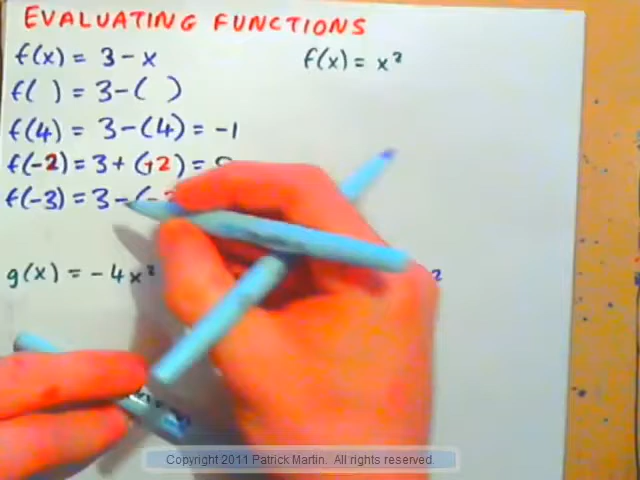 EVALUATING FUNCTIONS
f(x) = 3 - x
f(x) = x²
f( ) = 3 - ( )
f(4) = 3 - (4) = -1
f(-2) = 3 + (+2) =
f(-3) = 3 - (-
g(x) = -4x²
Copyright 2011 Patrick Martin. All rights reserved.